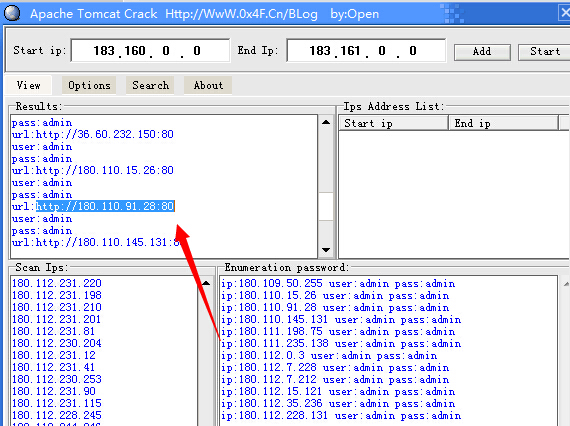 Apache Tomcat Crack Http://WwW.0x4F.Cn/BLog by:Open
Start ip: 183 . 160 . 0 . 0 End Ip: 183 . 161 . 0 . 0 Add Start
View Options Search About
Results:
pass:admin
url:http://36.60.232.150:80
user:admin
pass:admin
url:http://180.110.15.26:80
user:admin
pass:admin
url:http://180.110.91.28:80
user:admin
pass:admin
url:http://180.110.145.131:8
Ips Address List:
Start ip End ip
Scan Ips:
180.112.231.220
180.112.231.198
180.112.231.210
180.112.231.201
180.112.231.81
180.112.230.204
180.112.231.12
180.112.231.41
180.112.230.253
180.112.231.90
180.112.231.115
180.112.228.245
Enumeration password:
ip:180.109.50.255 user:admin pass:admin
ip:180.110.15.26 user:admin pass:admin
ip:180.110.91.28 user:admin pass:admin
ip:180.110.145.131 user:admin pass:admin
ip:180.111.198.75 user:admin pass:admin
ip:180.111.235.138 user:admin pass:admin
ip:180.112.0.3 user:admin pass:admin
ip:180.112.7.228 user:admin pass:admin
ip:180.112.7.212 user:admin pass:admin
ip:180.112.15.121 user:admin pass:admin
ip:180.112.35.236 user:admin pass:admin
ip:180.112.228.131 user:admin pass:admin